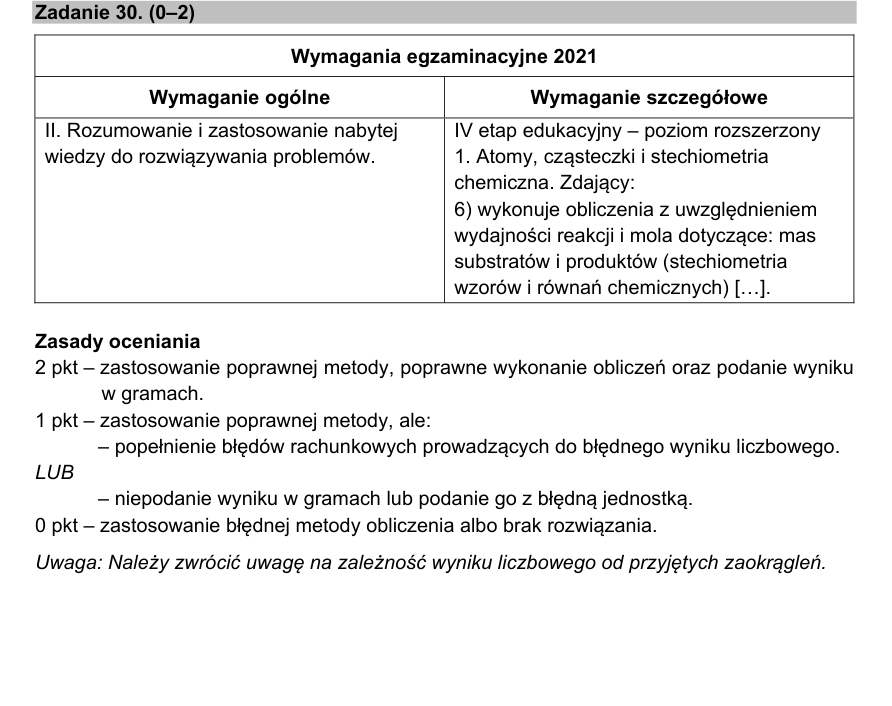 Zadanie 30. (0–2)
Wymagania egzaminacyjne 2021
Wymaganie ogólne
Wymaganie szczegółowe
II. Rozumowanie i zastosowanie nabytej
wiedzy do rozwiązywania problemów.
IV etap edukacyjny – poziom rozszerzony
1. Atomy, cząsteczki i stechiometria
chemiczna. Zdający:
6) wykonuje obliczenia z uwzględnieniem
wydajności reakcji i mola dotyczące: mas
substratów i produktów (stechiometria
wzorów i równań chemicznych) […].
Zasady oceniania
2 pkt – zastosowanie poprawnej metody, poprawne wykonanie obliczeń oraz podanie wyniku
w gramach.
1 pkt – zastosowanie poprawnej metody, ale:
– popełnienie błędów rachunkowych prowadzących do błędnego wyniku liczbowego.
LUB
– niepodanie wyniku w gramach lub podanie go z błędną jednostką.
0 pkt – zastosowanie błędnej metody obliczenia albo brak rozwiązania.
Uwaga: Należy zwrócić uwagę na zależność wyniku liczbowego od przyjętych zaokrągleń.